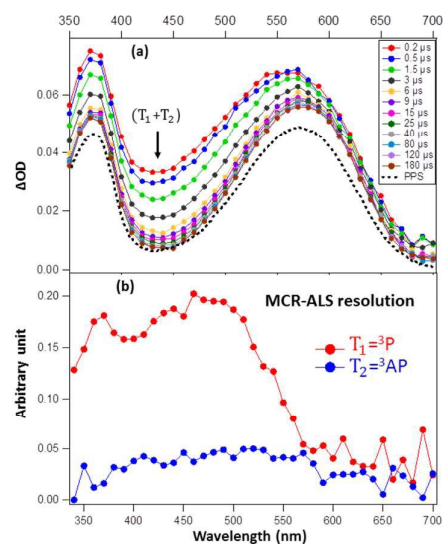 350 400 450 500 550 600 650 700
(a)
(T₁+T₂)
ΔOD
0.06
0.04
0.02
0.00
0.2 µs
0.5 µs
1.5 µs
3 µs
6 µs
9 µs
15 µs
25 µs
40 µs
80 µs
120 µs
180 µs
PPS
(b)
MCR-ALS resolution
T₁=³P
T₂=³AP
Arbitrary unit
0.20
0.15
0.10
0.05
0.00
350 400 450 500 550 600 650 700
Wavelength (nm)